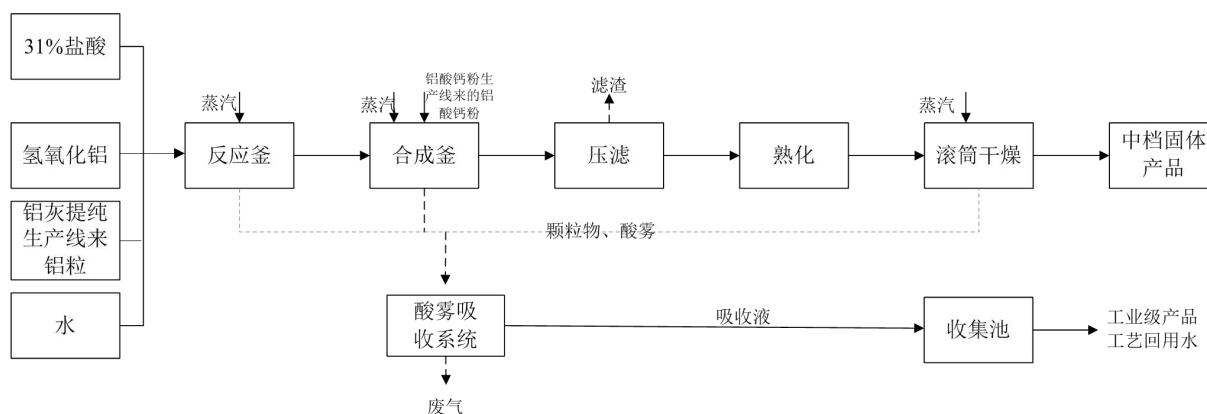 31%盐酸
氢氧化铝
铝灰提纯
生产线来
铝粒
水
蒸汽
反应釜
蒸汽
铝酸钙粉生
产线来的铝
酸钙粉
合成釜
滤渣
压滤
熟化
蒸汽
滚筒干燥
中档固体
产品
颗粒物、酸雾
酸雾吸
收系统
吸收液
收集池
工业级产品
工艺回用水
废气